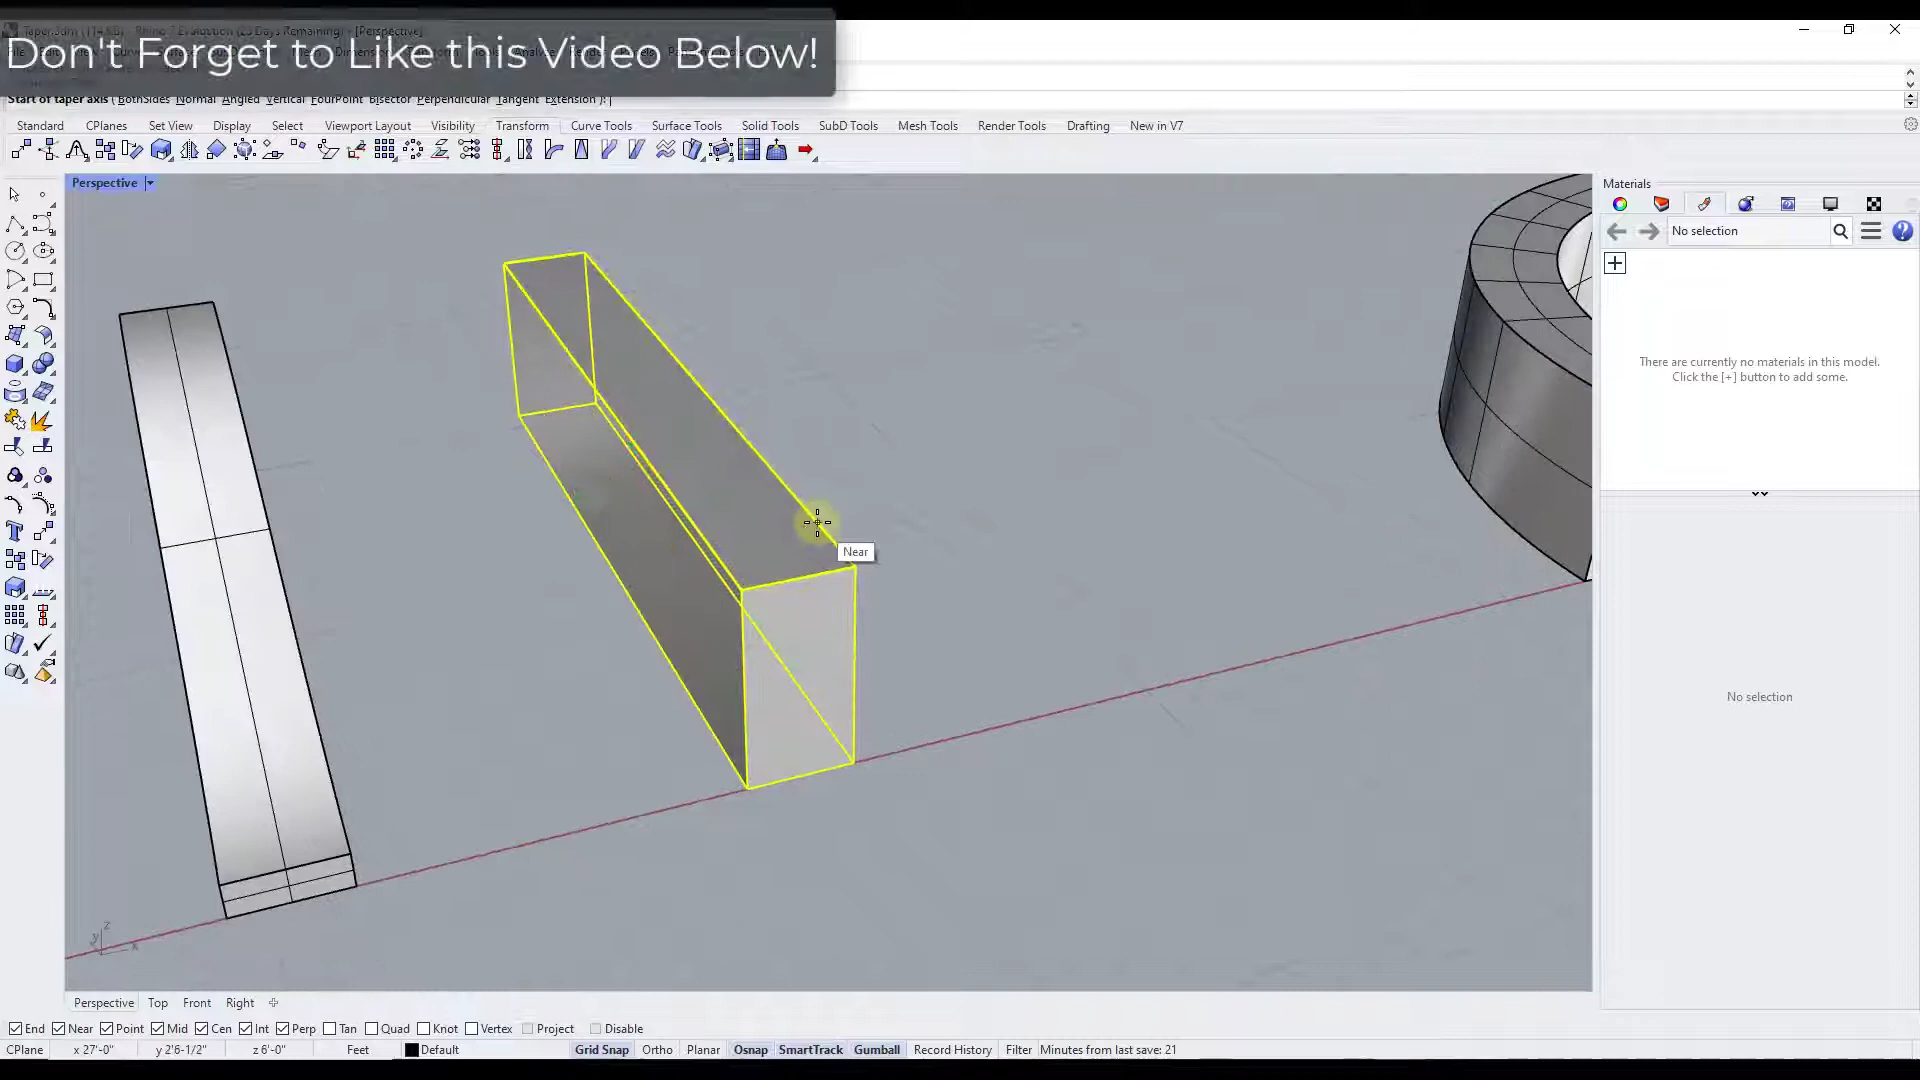 Don't Forget to Like this Video Below!
Start of taper axis ( BothSides Normal Angled Vertical FourPoint Bisector Perpendicular Tangent Extension ):
Standard CPlanes Set View Display Select Viewport Layout Visibility Transform Curve Tools Surface Tools Solid Tools SubD Tools Mesh Tools Render Tools Drafting New in V7
Perspective
Materials
No selection
There are currently no materials in this model.
Click the [+] button to add some.
Near
No selection
z
y
x
Perspective Top Front Right
End Near Point Mid Cen Int Perp Tan Quad Knot Vertex Project Disable
CPlane x 27'-0" y 2'6-1/2" z 6'-0" Feet Default Grid Snap Ortho Planar Osnap SmartTrack Gumball Record History Filter Minutes from last save: 21